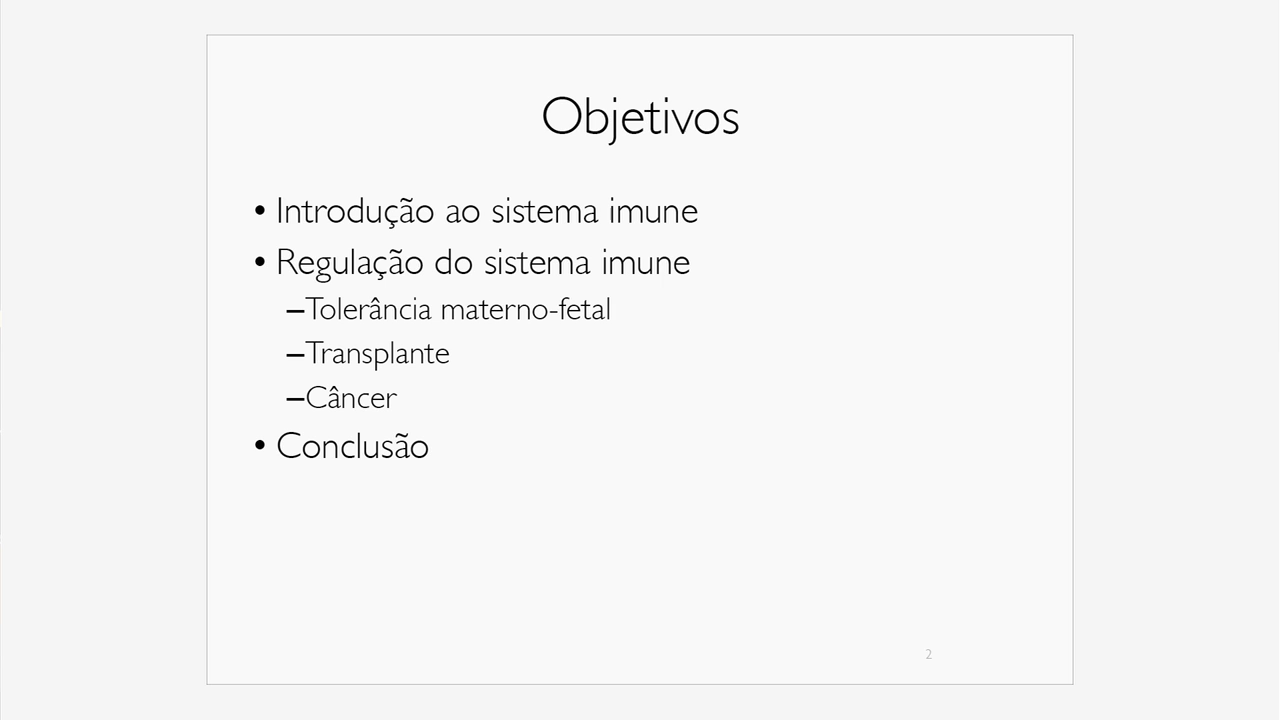 Objetivos
• Introdução ao sistema imune
• Regulação do sistema imune
–Tolerância materno-fetal
–Transplante
–Câncer
• Conclusão
2